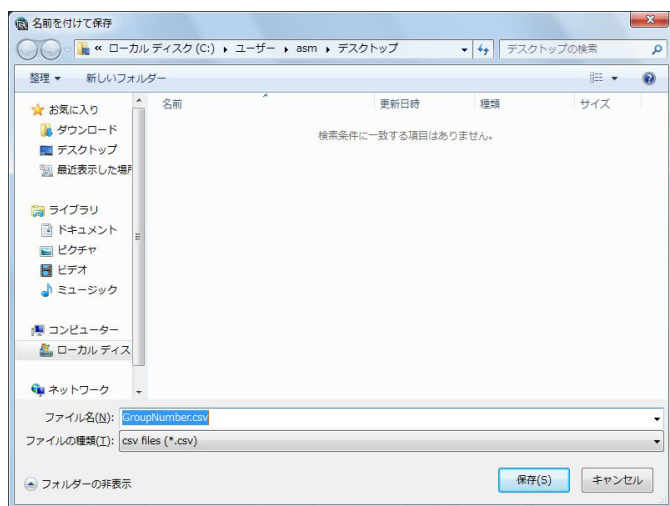 名前を付けて保存
« ローカル ディスク (C:) ▸ ユーザー ▸ asm ▸ デスクトップ
デスクトップの検索
整理 ▼ 新しいフォルダー
名前 更新日時 種類 サイズ
検索条件に一致する項目はありません。
お気に入り
ダウンロード
デスクトップ
最近表示した場所
ライブラリ
ドキュメント
ピクチャ
ビデオ
ミュージック
コンピューター
ローカル ディス
ネットワーク
ファイル名(N): GroupNumber.csv
ファイルの種類(T): csv files (*.csv)
フォルダーの非表示
保存(S) キャンセル